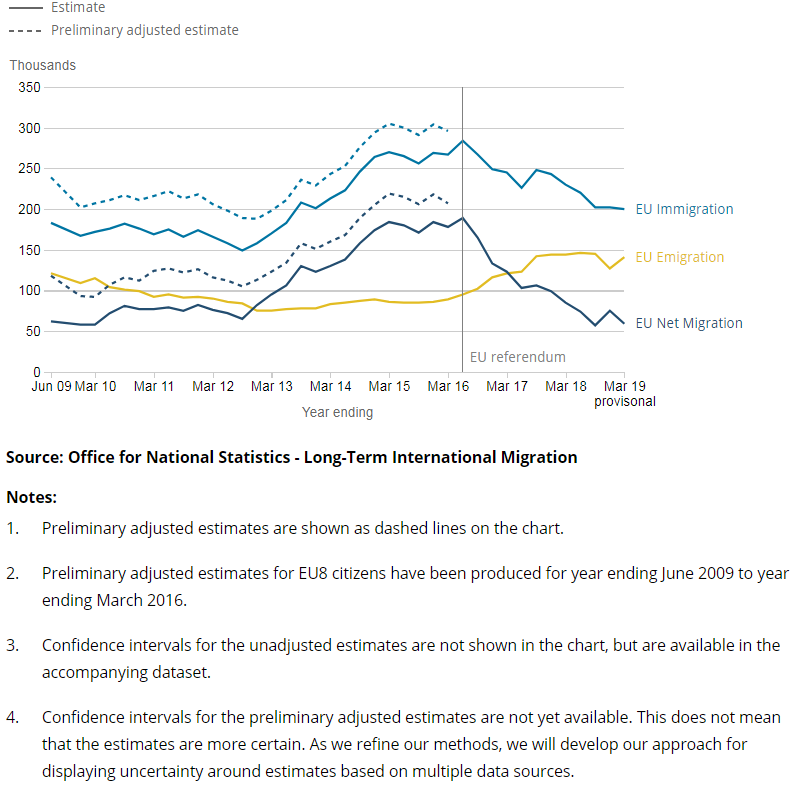 Estimate
Preliminary adjusted estimate
Thousands
350
300
250
200
150
100
50
0
EU Immigration
EU Emigration
EU Net Migration
EU referendum
Jun 09 Mar 10 Mar 11 Mar 12 Mar 13 Mar 14 Mar 15 Mar 16 Mar 17 Mar 18 Mar 19
provisonal
Year ending
Source: Office for National Statistics - Long-Term International Migration
Notes:
1. Preliminary adjusted estimates are shown as dashed lines on the chart.
2. Preliminary adjusted estimates for EU8 citizens have been produced for year ending June 2009 to year
ending March 2016.
3. Confidence intervals for the unadjusted estimates are not shown in the chart, but are available in the
accompanying dataset.
4. Confidence intervals for the preliminary adjusted estimates are not yet available. This does not mean
that the estimates are more certain. As we refine our methods, we will develop our approach for
displaying uncertainty around estimates based on multiple data sources.